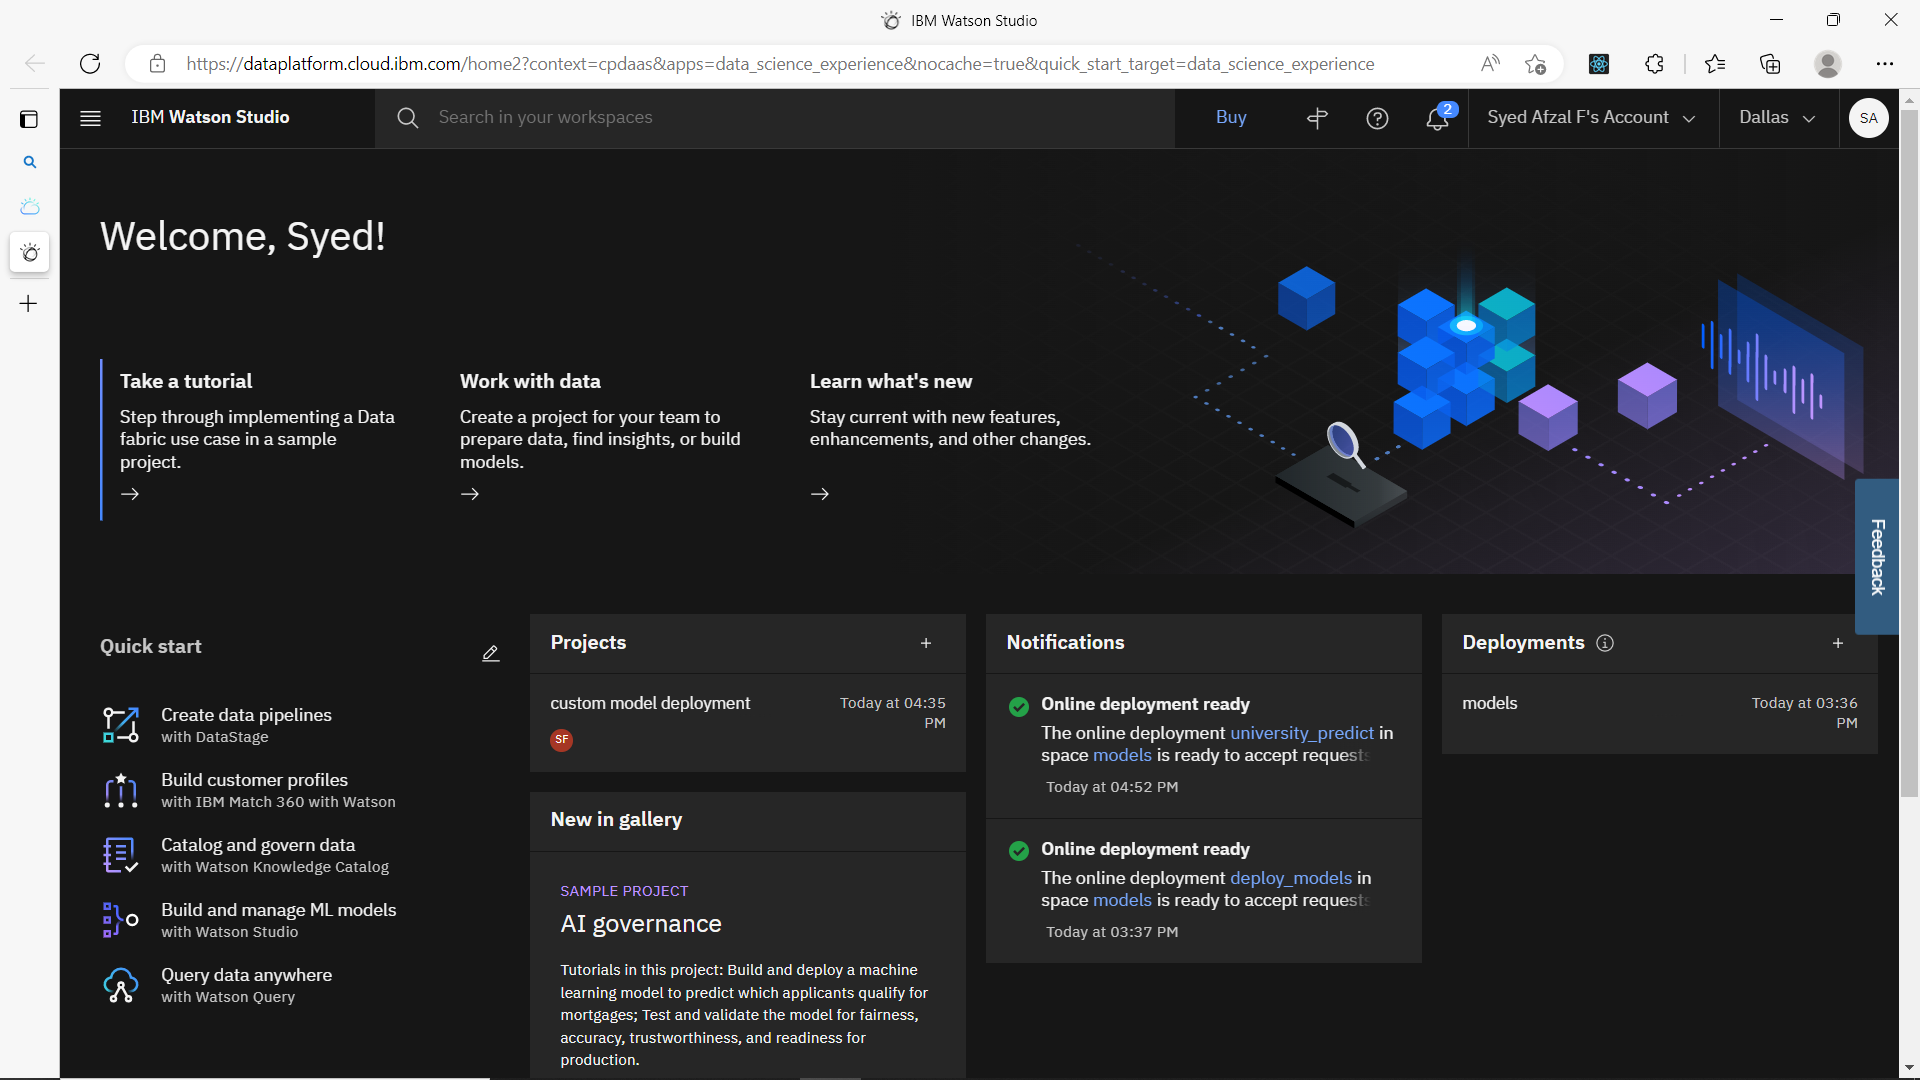 IBM Watson Studio
https://dataplatform.cloud.ibm.com/home2?context=cpdaas&apps=data_science_experience&nocache=true&quick_start_target=data_science_experience
IBM Watson Studio
Search in your workspaces
Buy
2
Syed Afzal F's Account
Dallas
SA
Welcome, Syed!
Take a tutorial
Step through implementing a Data
fabric use case in a sample
project.
Work with data
Create a project for your team to
prepare data, find insights, or build
models.
Learn what's new
Stay current with new features,
enhancements, and other changes.
Feedback
Quick start
Create data pipelines
with DataStage
Build customer profiles
with IBM Match 360 with Watson
Catalog and govern data
with Watson Knowledge Catalog
Build and manage ML models
with Watson Studio
Query data anywhere
with Watson Query
Projects
custom model deployment
Today at 04:35
PM
SF
New in gallery
SAMPLE PROJECT
AI governance
Tutorials in this project: Build and deploy a machine
learning model to predict which applicants qualify for
mortgages; Test and validate the model for fairness,
accuracy, trustworthiness, and readiness for
production.
Notifications
Online deployment ready
The online deployment university_predict in
space models is ready to accept requests
Today at 04:52 PM
Online deployment ready
The online deployment deploy_models in
space models is ready to accept requests
Today at 03:37 PM
Deployments
models
Today at 03:36
PM